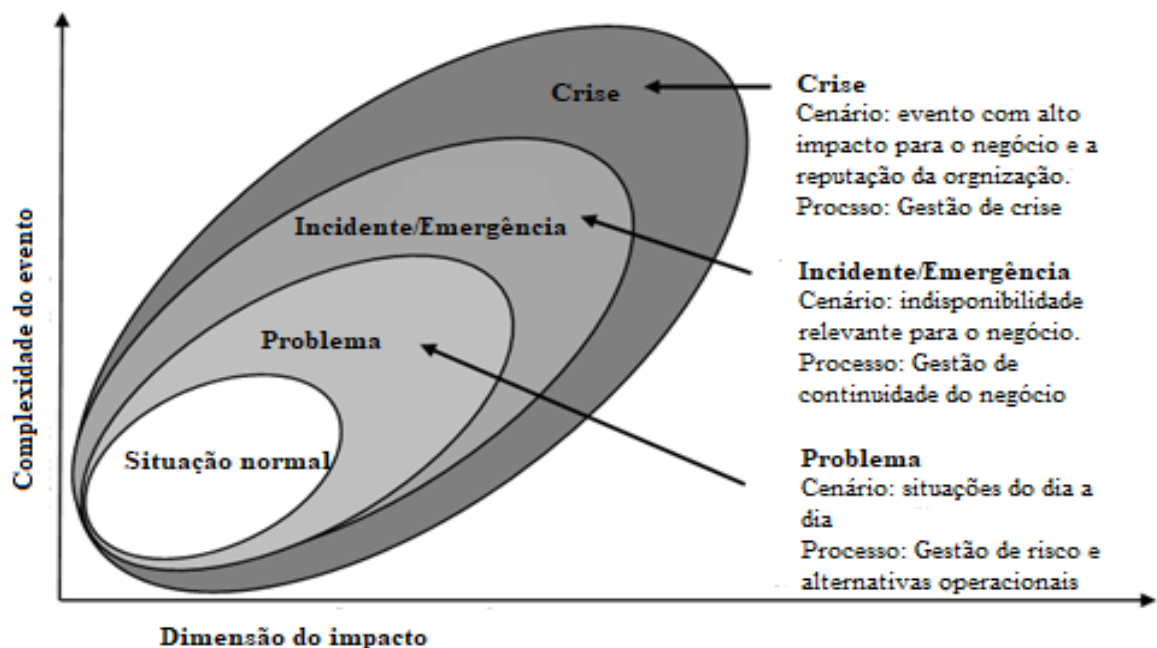 Crise
Incidente/Emergência
Problema
Situação normal
Complexidade do evento
Dimensão do impacto
Crise
Cenário: evento com alto
impacto para o negócio e a
reputação da orgnização.
Procsso: Gestão de crise
Incidente/Emergência
Cenário: indisponibilidade
relevante para o negócio.
Processo: Gestão de
continuidade do negócio
Problema
Cenário: situações do dia a
dia
Processo: Gestão de risco e
alternativas operacionais